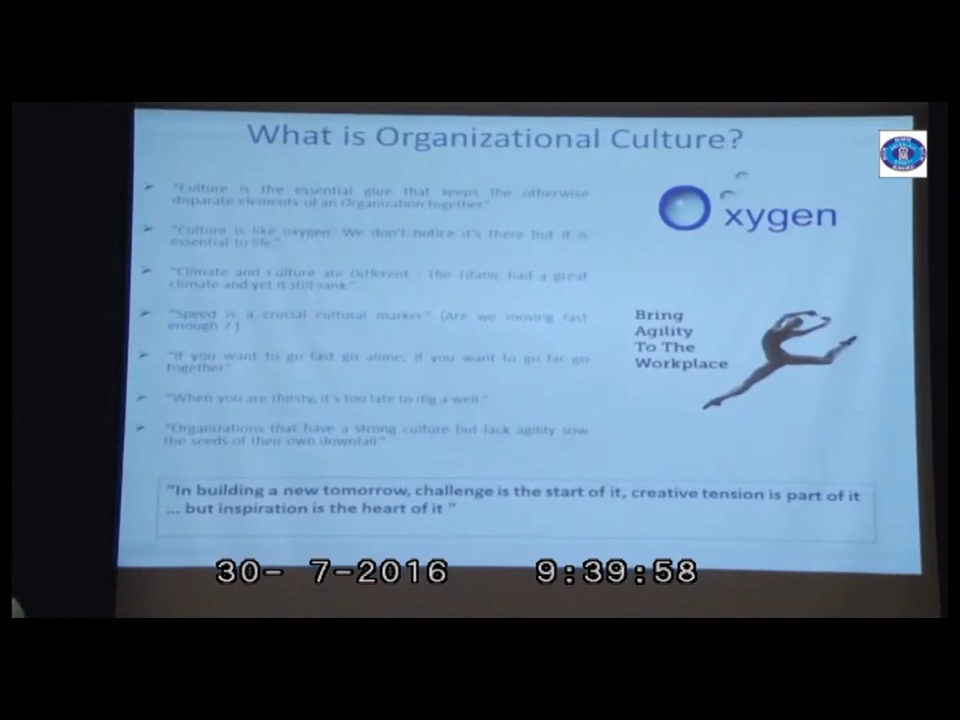 What is Organizational Culture?
"Culture is the essential glue that keeps the otherwise
disparate elements of an Organization together."
"Culture is like oxygen. We don't notice it's there but it is
essential to life."
"Climate and Culture are Different : The Titanic had a great
climate and yet it still sank."
"Speed is a crucial cultural marker" (Are we moving fast
enough ? )
"If you want to go fast go alone. If you want to go far go
together"
"When you are thirsty, it's too late to dig a well."
"Organizations that have a strong culture but lack agility sow
the seeds of their own downfall."
Oxygen
Bring
Agility
To The
Workplace
"In building a new tomorrow, challenge is the start of it, creative tension is part of it
... but inspiration is the heart of it "
30- 7-2016 9:39:58